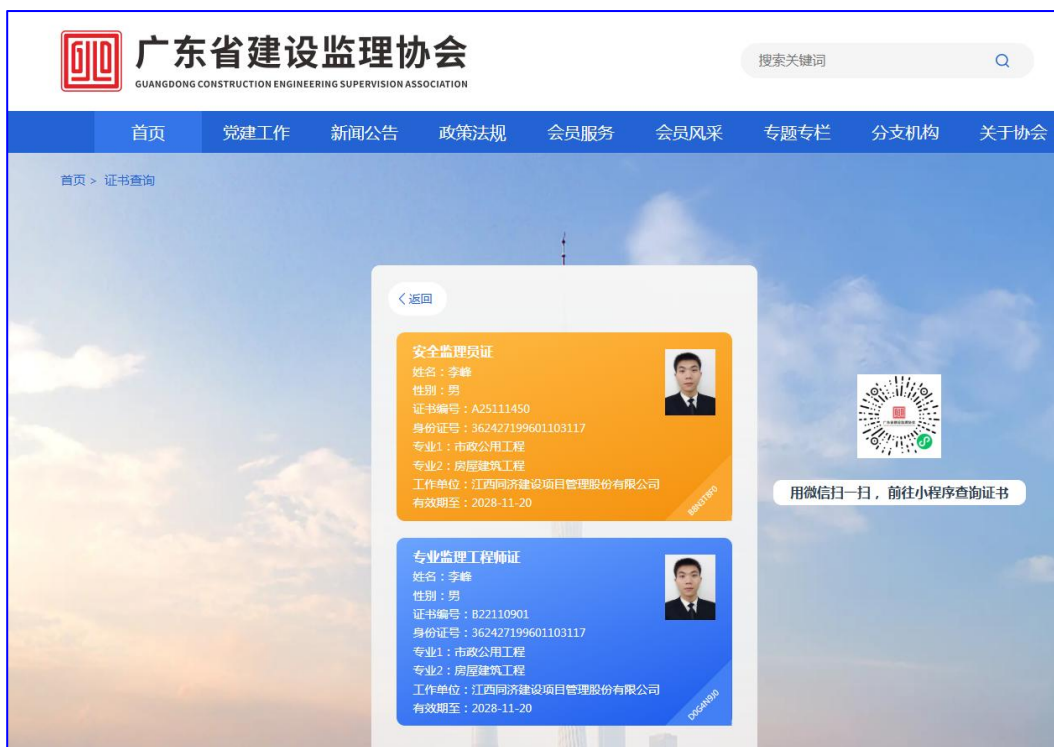 广东省建设监理协会
GUANGDONG CONSTRUCTION ENGINEERING SUPERVISION ASSOCIATION
搜索关键词
首页 党建工作 新闻公告 政策法规 会员服务 会员风采 专题专栏 分支机构 关于协会
首页 > 证书查询
返回
安全监理员证
姓名：李峰
性别：男
证书编号：A25111450
身份证号：362427199601103117
专业1：市政公用工程
专业2：房屋建筑工程
工作单位：江西同济建设项目管理股份有限公司
有效期至：2028-11-20
用微信扫一扫，前往小程序查询证书
专业监理工程师证
姓名：李峰
性别：男
证书编号：B22110901
身份证号：362427199601103117
专业1：市政公用工程
专业2：房屋建筑工程
工作单位：江西同济建设项目管理股份有限公司
有效期至：2028-11-20